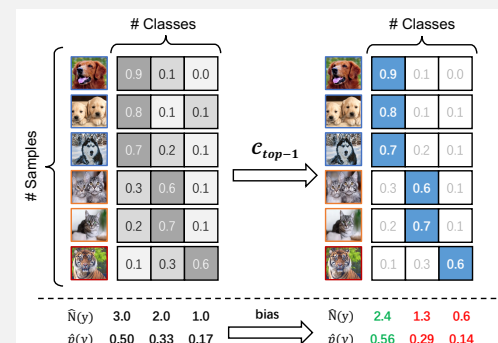 # Classes # Classes
# Samples
0.9 0.1 0.0 0.9 0.1 0.0
0.8 0.1 0.1 0.8 0.1 0.1
0.7 0.2 0.1 0.7 0.2 0.1
C_top−1
0.3 0.6 0.1 0.3 0.6 0.1
0.2 0.7 0.1 0.2 0.7 0.1
0.1 0.3 0.6 0.1 0.3 0.6
N̂(y) 3.0 2.0 1.0 bias N̂(y) 2.4 1.3 0.6
p̂(y) 0.50 0.33 0.17 p̂(y) 0.56 0.29 0.14